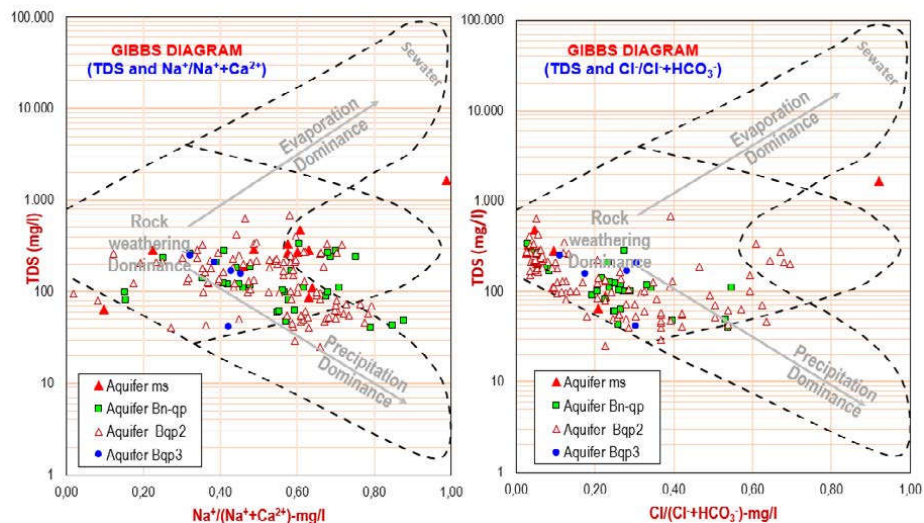 GIBBS DIAGRAM
(TDS and Na⁺/Na⁺+Ca²⁺)
100.000
10.000
1.000
100
10
1
TDS (mg/l)
Sewater
Evaporation
Dominance
Rock
weathering
Dominance
Precipitation
Dominance
Aquifer ms
Aquifer Bn-qp
Aquifer Bqp2
Aquifer Bqp3
0,00 0,20 0,40 0,60 0,80 1,00
Na⁺/(Na⁺+Ca²⁺)-mg/l
GIBBS DIAGRAM
(TDS and Cl⁻/Cl⁻+HCO₃⁻)
100.000
10.000
1.000
100
10
1
TDS (mg/l)
Sewater
Evaporation
Dominance
Rock
weathering
Dominance
Precipitation
Dominance
Aquifer ms
Aquifer Bn-qp
Aquifer Bqp2
Aquifer Bqp3
0,00 0,20 0,40 0,60 0,80 1,00
Cl/(Cl⁻+HCO₃⁻)-mg/l